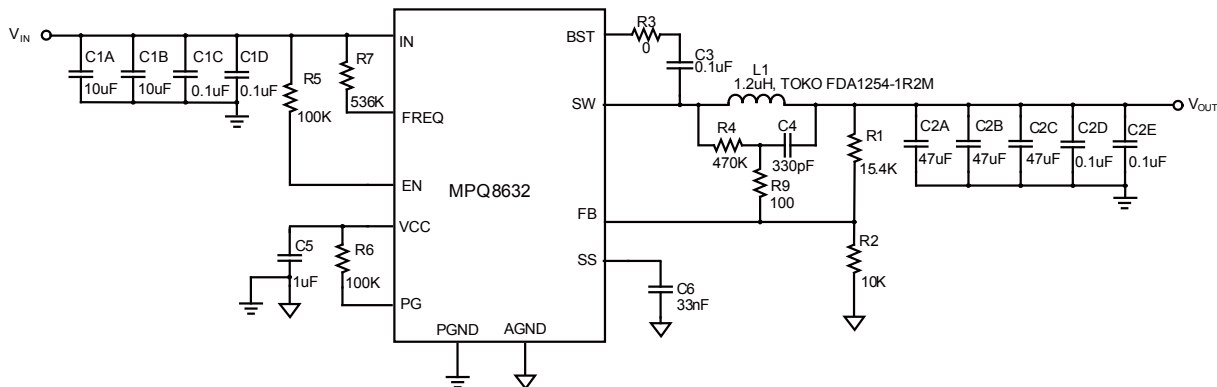 VIN
C1A
10uF
C1B
10uF
C1C
0.1uF
C1D
0.1uF
R5
100K
R7
536K
IN
FREQ
EN
VCC
C5
1uF
R6
100K
PG
MPQ8632
PGND
AGND
BST
R3
0
C3
0.1uF
SW
L1
1.2uH, TOKO FDA1254-1R2M
R4
470K
C4
330pF
R9
100
R1
15.4K
FB
R2
10K
SS
C6
33nF
C2A
47uF
C2B
47uF
C2C
47uF
C2D
0.1uF
C2E
0.1uF
VOUT